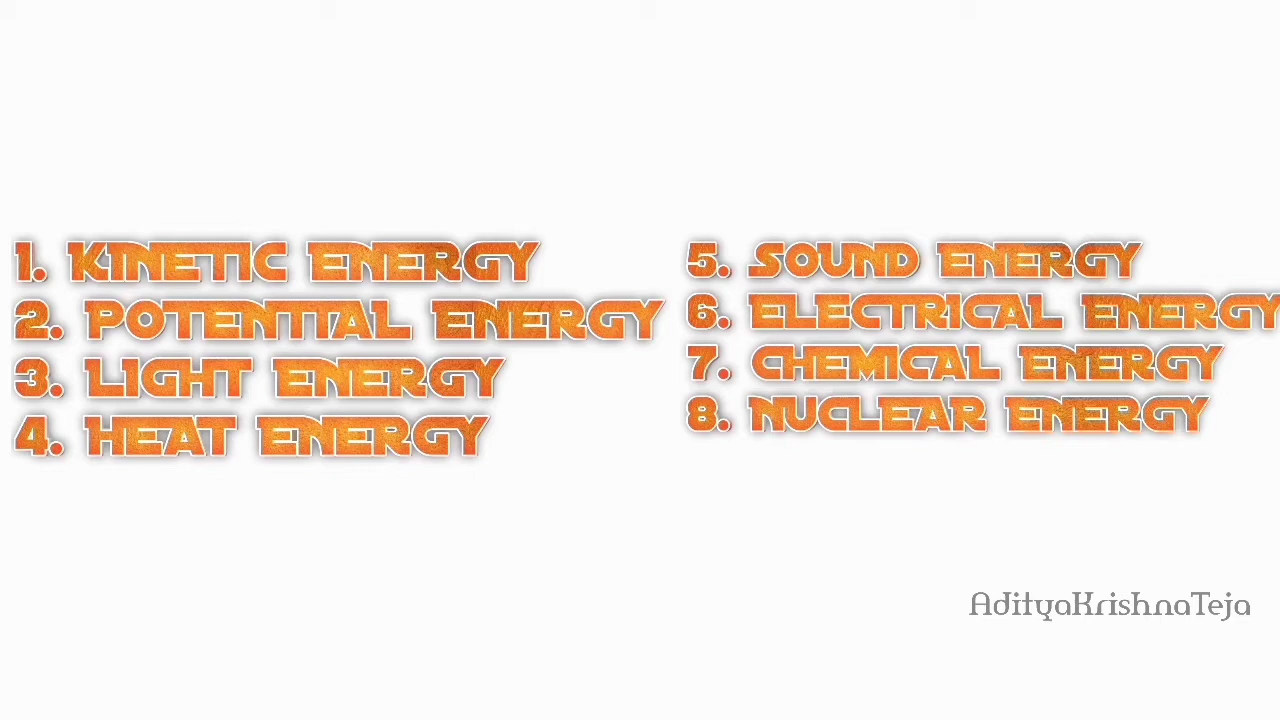 1. KINETIC ENERGY
2. POTENTIAL ENERGY
3. LIGHT ENERGY
4. HEAT ENERGY
5. SOUND ENERGY
6. ELECTRICAL ENERGY
7. CHEMICAL ENERGY
8. NUCLEAR ENERGY
AdityaKrishnaTeja